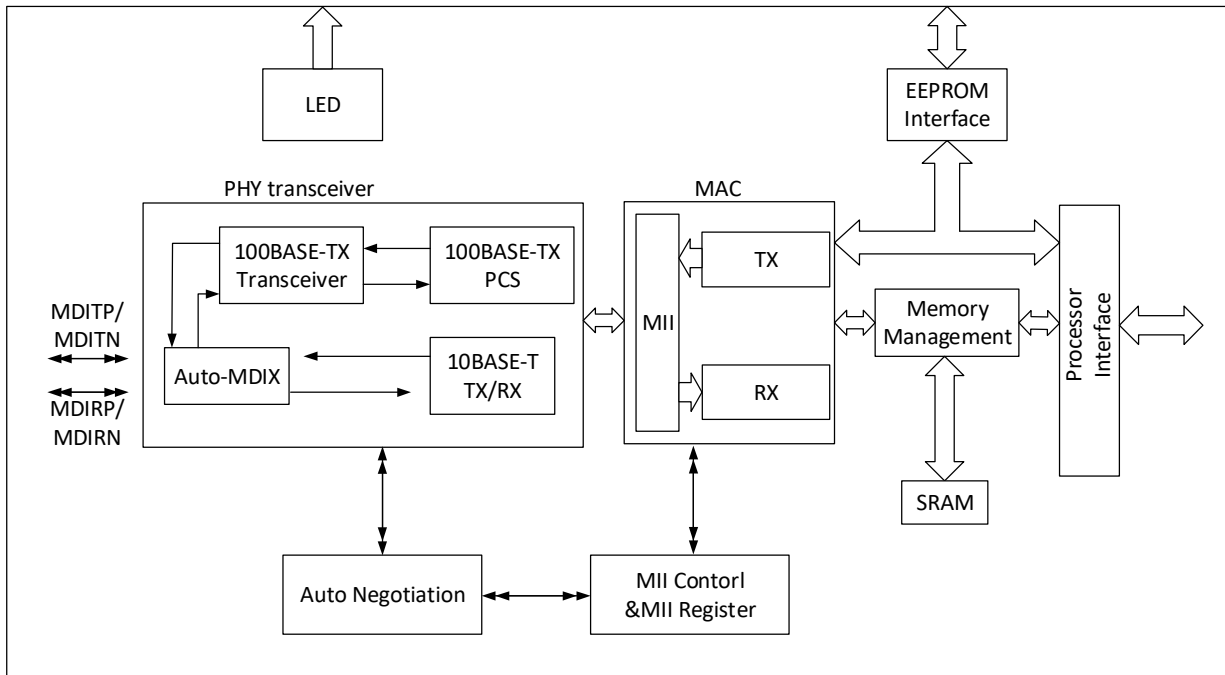 LED
EEPROM
Interface
PHY transceiver
MAC
100BASE-TX
Transceiver
100BASE-TX
PCS
TX
MII
Memory
Management
Processor
Interface
MDITP/
MDITN
Auto-MDIX
10BASE-T
TX/RX
RX
MDIRP/
MDIRN
SRAM
Auto Negotiation
MII Contorl
&MII Register